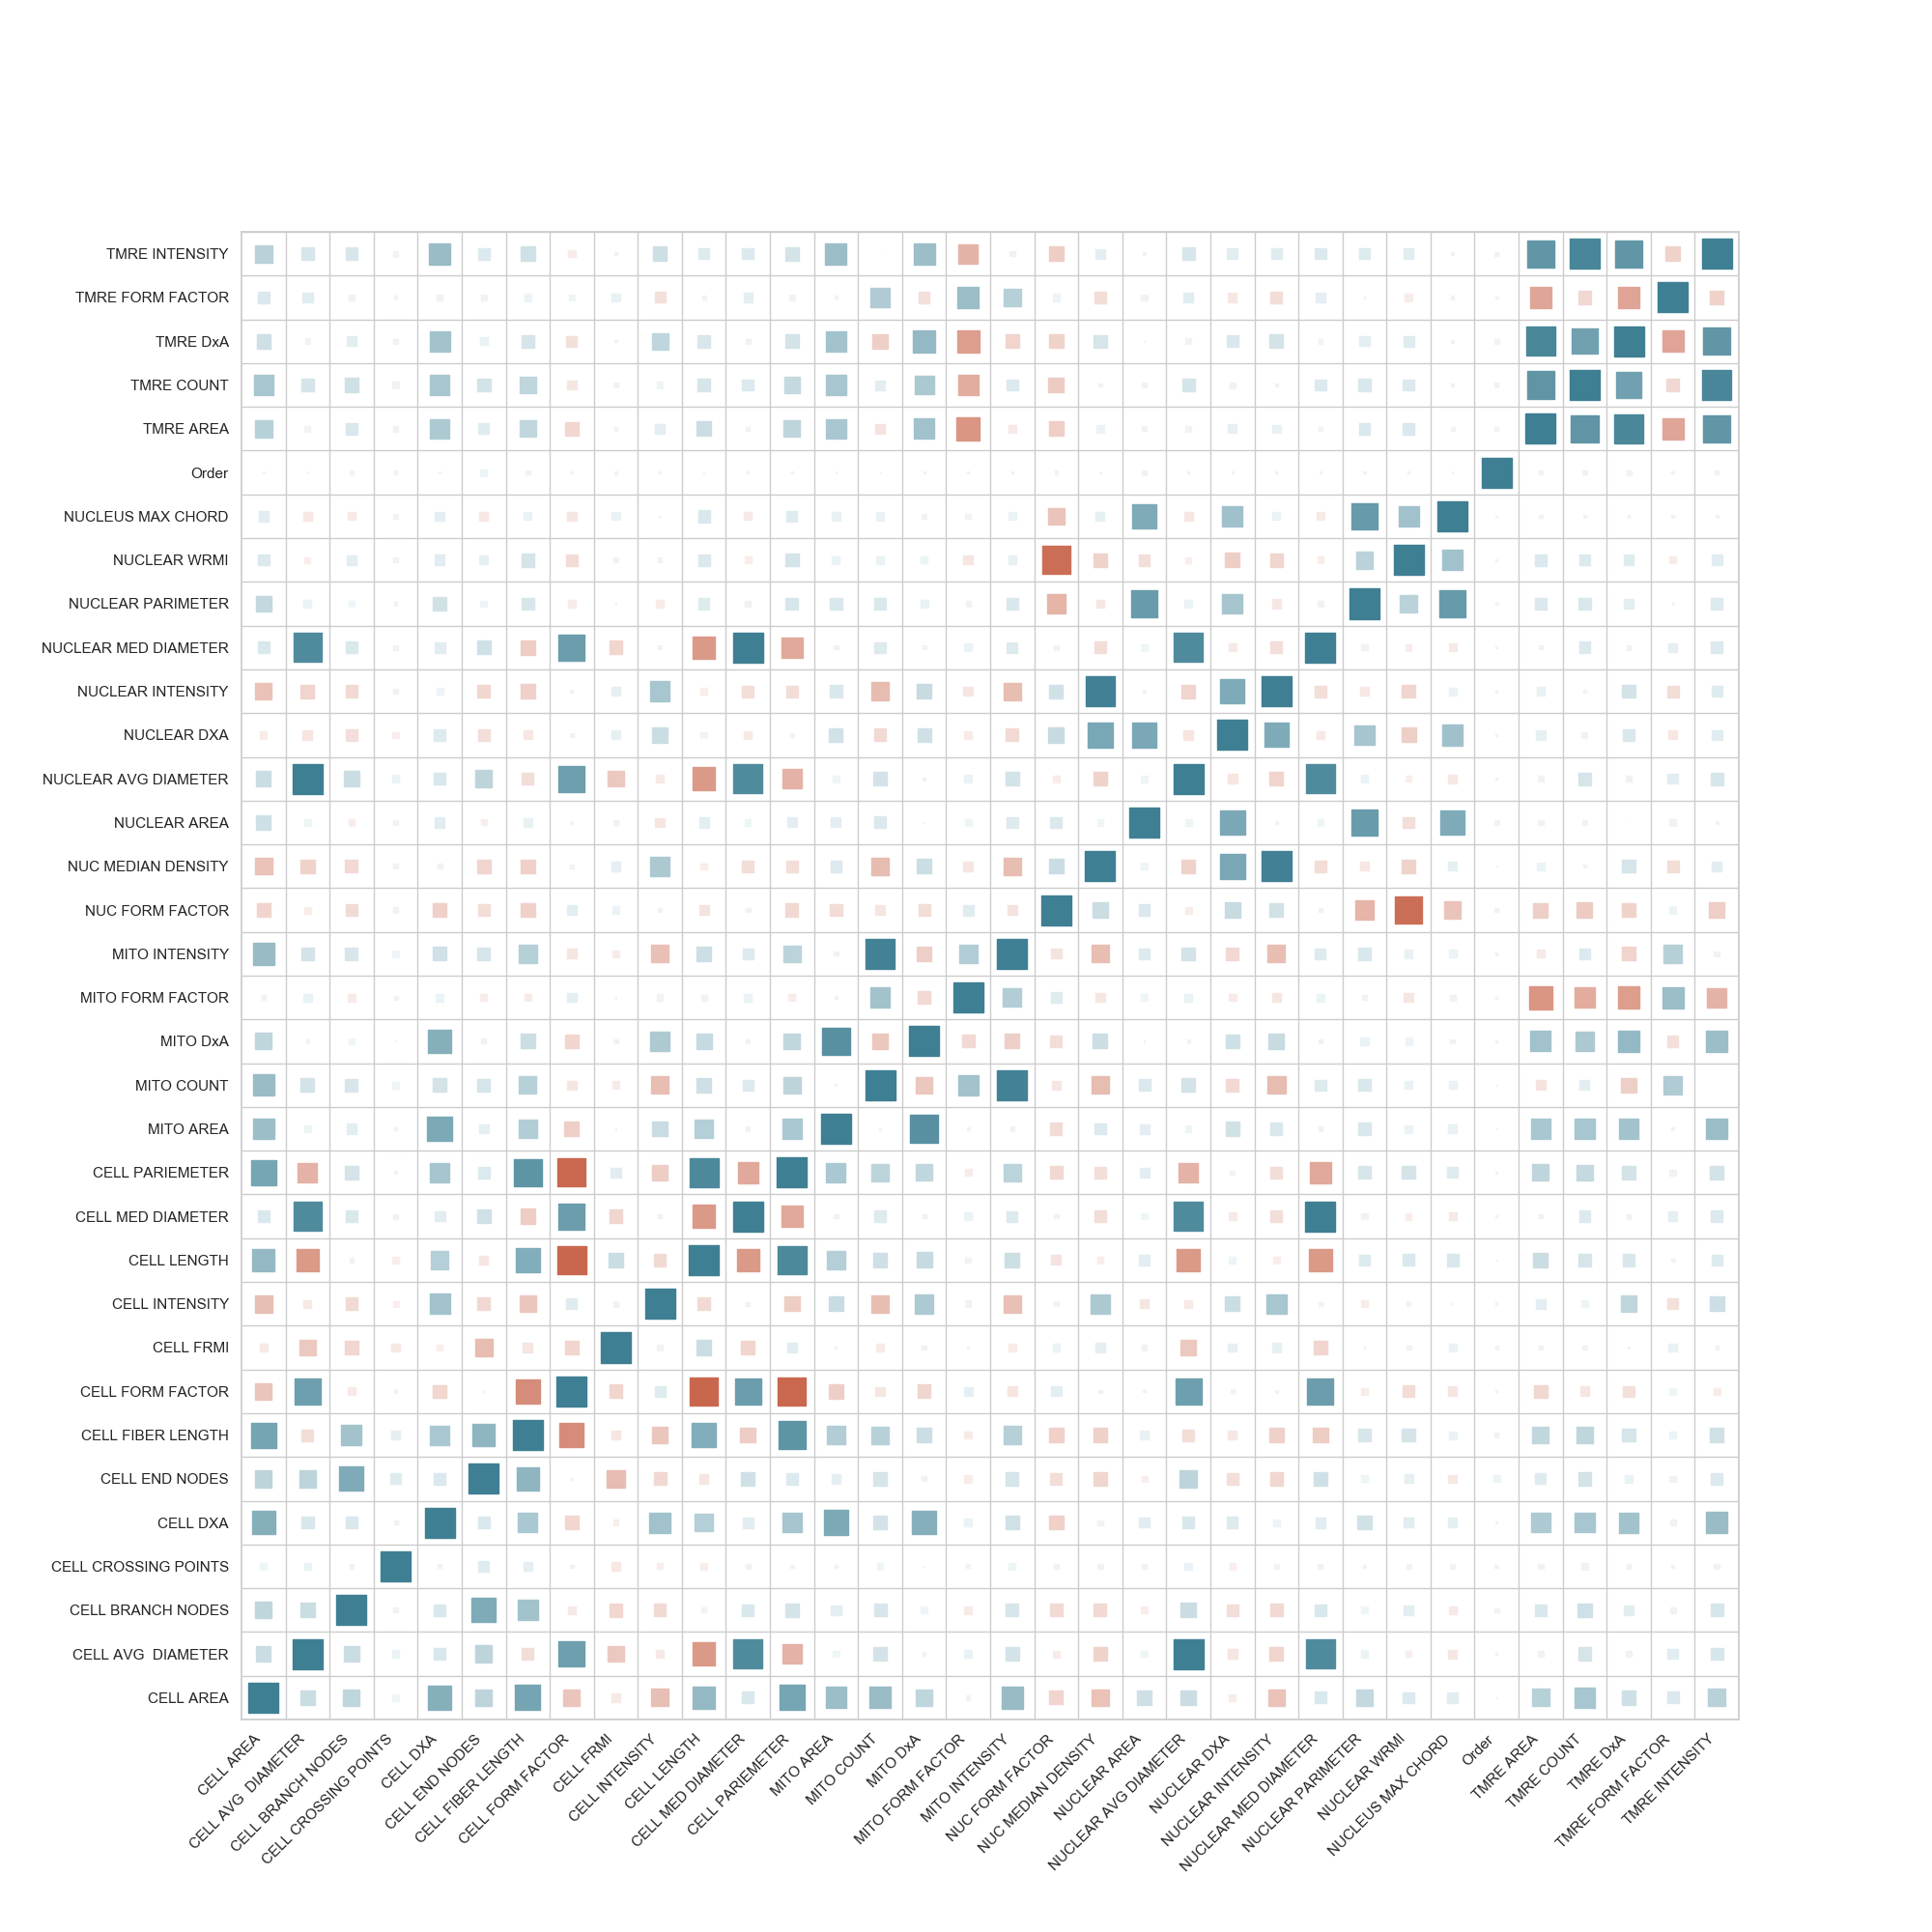 TMRE INTENSITY
TMRE FORM FACTOR
TMRE DxA
TMRE COUNT
TMRE AREA
Order
NUCLEUS MAX CHORD
NUCLEAR WRMI
NUCLEAR PARIMETER
NUCLEAR MED DIAMETER
NUCLEAR INTENSITY
NUCLEAR DXA
NUCLEAR AVG DIAMETER
NUCLEAR AREA
NUC MEDIAN DENSITY
NUC FORM FACTOR
MITO INTENSITY
MITO FORM FACTOR
MITO DxA
MITO COUNT
MITO AREA
CELL PARIEMETER
CELL MED DIAMETER
CELL LENGTH
CELL INTENSITY
CELL FRMI
CELL FORM FACTOR
CELL FIBER LENGTH
CELL END NODES
CELL DXA
CELL CROSSING POINTS
CELL BRANCH NODES
CELL AVG  DIAMETER
CELL AREA
CELL AREA
CELL AVG  DIAMETER
CELL BRANCH NODES
CELL CROSSING POINTS
CELL DXA
CELL END NODES
CELL FIBER LENGTH
CELL FORM FACTOR
CELL FRMI
CELL INTENSITY
CELL LENGTH
CELL MED DIAMETER
CELL PARIEMETER
MITO AREA
MITO COUNT
MITO DxA
MITO FORM FACTOR
MITO INTENSITY
NUC FORM FACTOR
NUC MEDIAN DENSITY
NUCLEAR AREA
NUCLEAR AVG DIAMETER
NUCLEAR DXA
NUCLEAR INTENSITY
NUCLEAR MED DIAMETER
NUCLEAR PARIMETER
NUCLEAR WRMI
NUCLEUS MAX CHORD
Order
TMRE AREA
TMRE COUNT
TMRE DxA
TMRE FORM FACTOR
TMRE INTENSITY